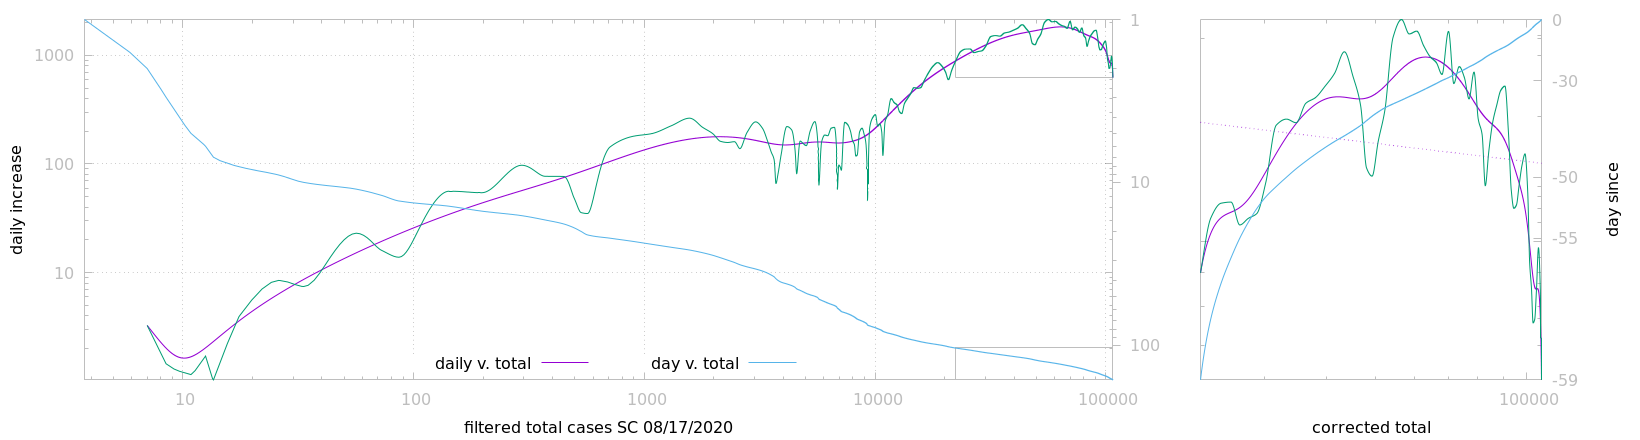 daily increase
1000
100
10
1
10
100
daily v. total
day v. total
10
100
1000
10000
100000
filtered total cases SC 08/17/2020
0
-30
-50
-55
-59
day since
100000
corrected total